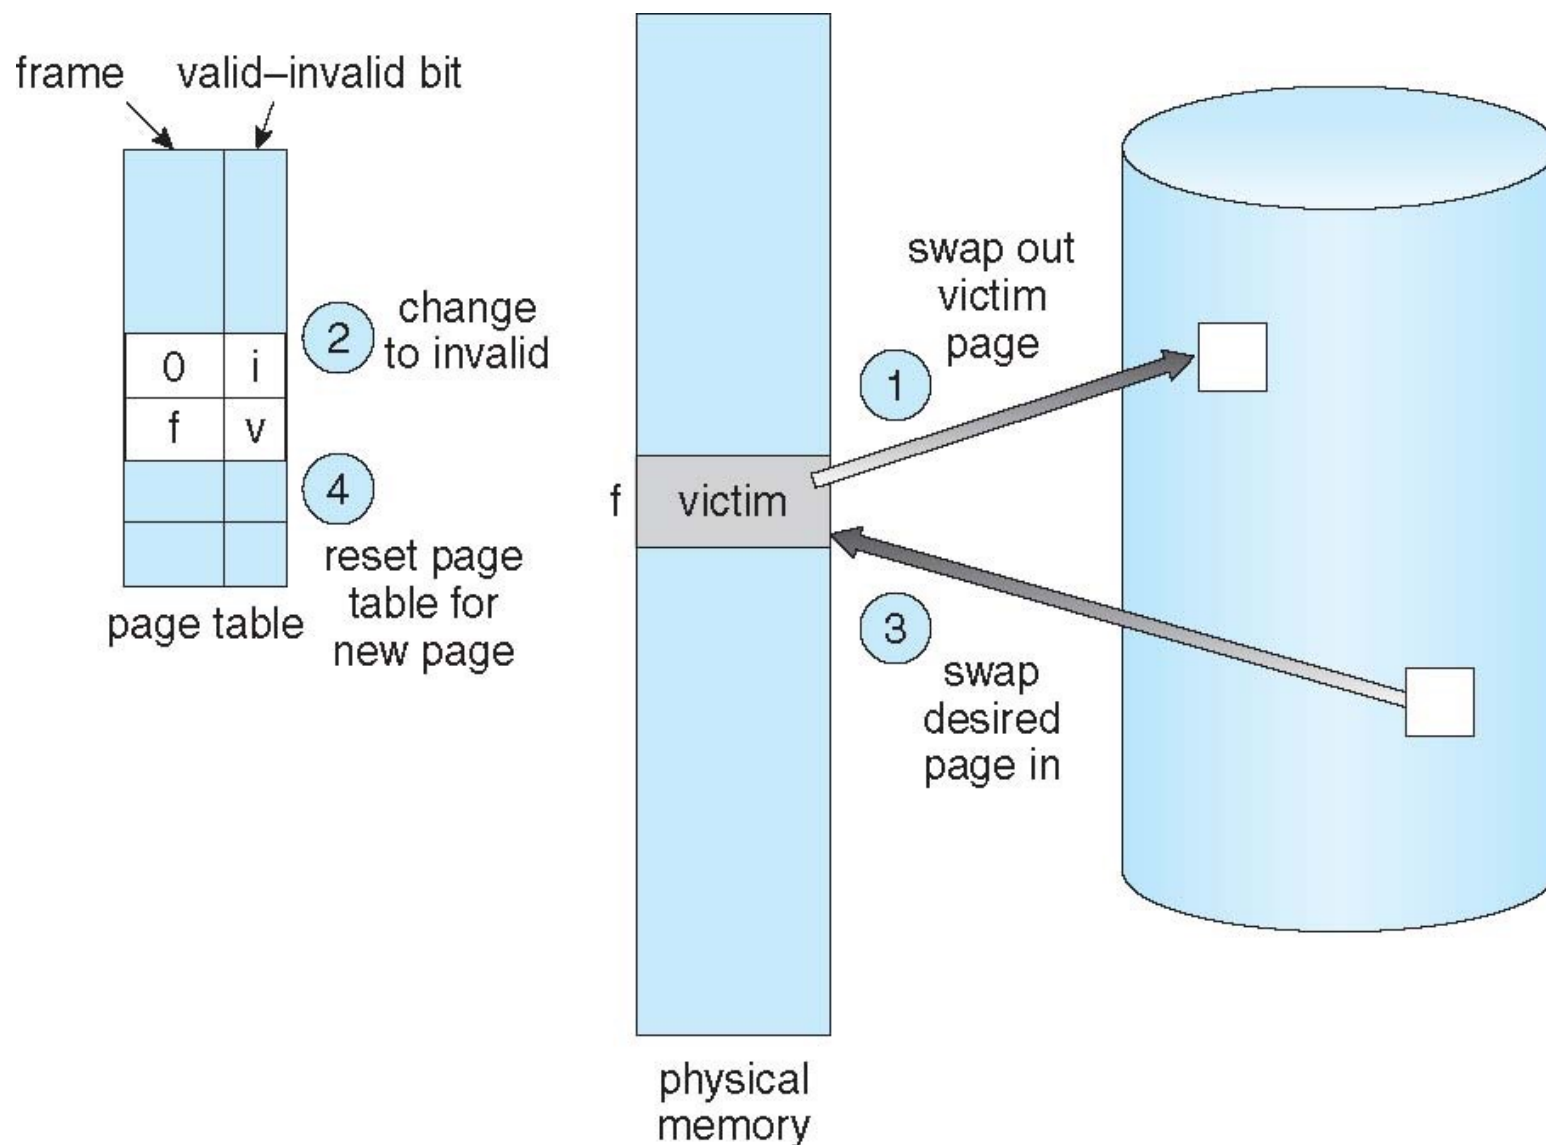 frame
valid–invalid bit
0 i
f v
page table
2
change
to invalid
4
reset page
table for
new page
f
victim
physical
memory
1
swap out
victim
page
3
swap
desired
page in